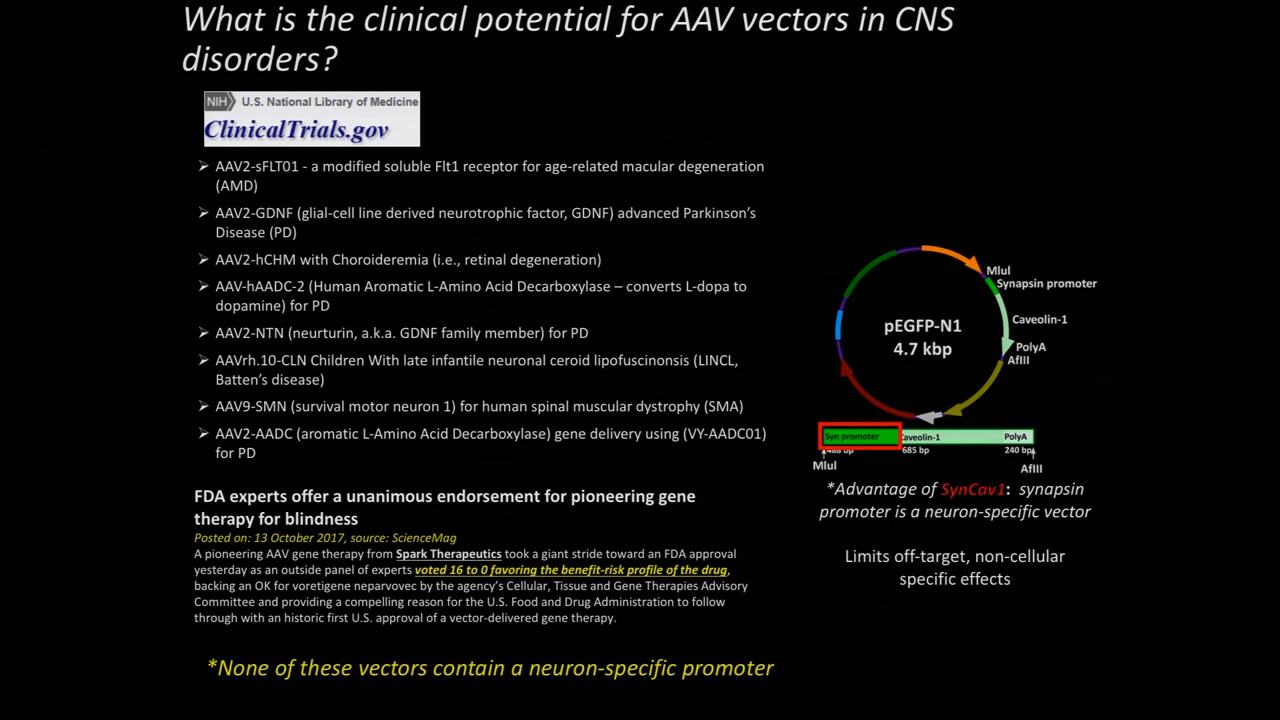 What is the clinical potential for AAV vectors in CNS
disorders?
NIH U.S. National Library of Medicine
ClinicalTrials.gov
➢ AAV2-sFLT01 - a modified soluble Flt1 receptor for age-related macular degeneration
(AMD)
➢ AAV2-GDNF (glial-cell line derived neurotrophic factor, GDNF) advanced Parkinson's
Disease (PD)
➢ AAV2-hCHM with Choroideremia (i.e., retinal degeneration)
➢ AAV-hAADC-2 (Human Aromatic L-Amino Acid Decarboxylase – converts L-dopa to
dopamine) for PD
➢ AAV2-NTN (neurturin, a.k.a. GDNF family member) for PD
➢ AAVrh.10-CLN Children With late infantile neuronal ceroid lipofuscinonsis (LINCL,
Batten's disease)
➢ AAV9-SMN (survival motor neuron 1) for human spinal muscular dystrophy (SMA)
➢ AAV2-AADC (aromatic L-Amino Acid Decarboxylase) gene delivery using (VY-AADC01)
for PD
FDA experts offer a unanimous endorsement for pioneering gene
therapy for blindness
Posted on: 13 October 2017, source: ScienceMag
A pioneering AAV gene therapy from Spark Therapeutics took a giant stride toward an FDA approval
yesterday as an outside panel of experts voted 16 to 0 favoring the benefit-risk profile of the drug,
backing an OK for voretigene neparvovec by the agency's Cellular, Tissue and Gene Therapies Advisory
Committee and providing a compelling reason for the U.S. Food and Drug Administration to follow
through with an historic first U.S. approval of a vector-delivered gene therapy.
*None of these vectors contain a neuron-specific promoter
MluI
Synapsin promoter
Caveolin-1
PolyA
AflII
pEGFP-N1
4.7 kbp
Syn promoter Caveolin-1 PolyA
488 bp 685 bp 240 bp
MluI AflII
*Advantage of SynCav1: synapsin
promoter is a neuron-specific vector
Limits off-target, non-cellular
specific effects